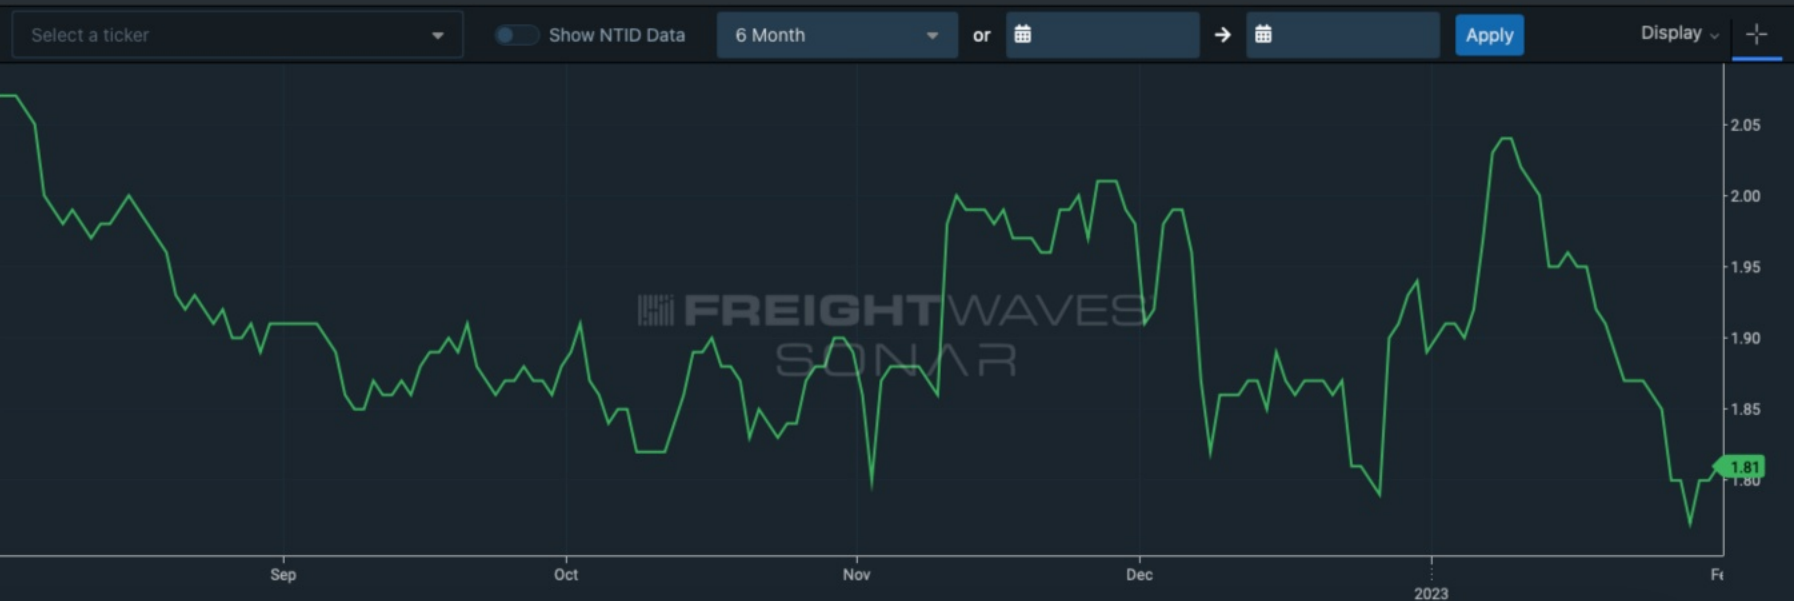 Select a ticker Show NTID Data 6 Month or → Apply Display
2.05
2.00
1.95
FREIGHTWAVES
1.90
SONAR
1.85
1.81
1.80
Sep Oct Nov Dec
2023